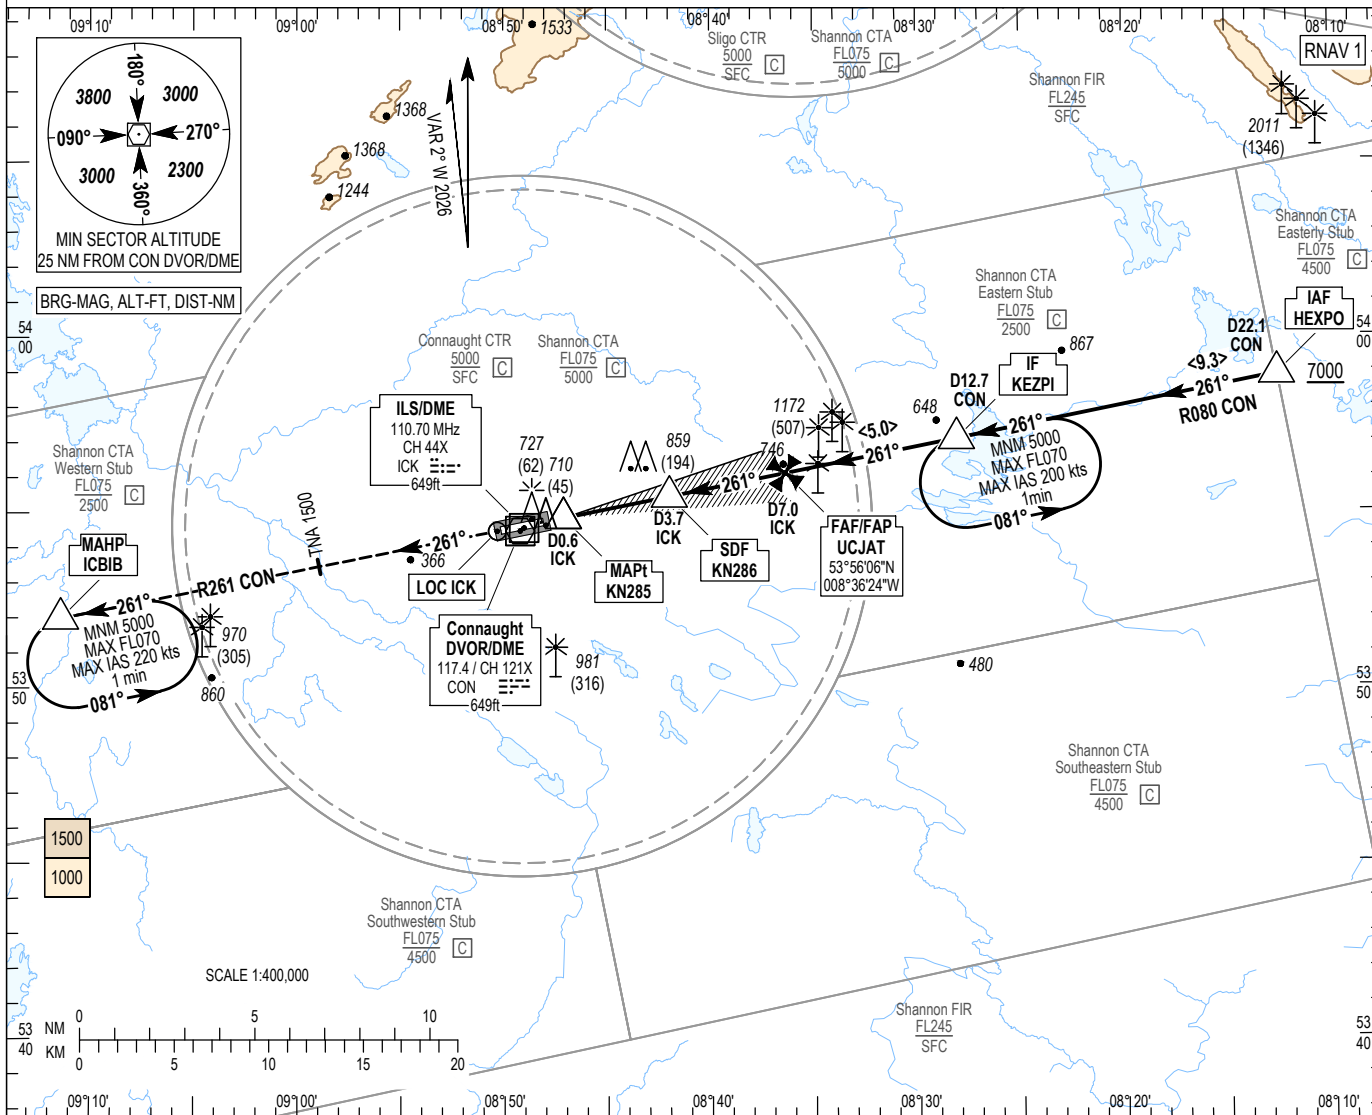 09°10'
09°00'
08°50'
08°40'
08°30'
08°20'
08°10'
RNAV 1
180°
3800
3000
090°
270°
3000
2300
360°
MIN SECTOR ALTITUDE
25 NM FROM CON DVOR/DME
BRG-MAG, ALT-FT, DIST-NM
1533
1368
1368
1244
VAR 2° W 2026
Sligo CTR
5000
SFC
C
Shannon CTA
FL075
5000
C
Shannon FIR
FL245
SFC
2011
(1346)
Shannon CTA
Easterly Stub
FL075
4500
C
Shannon CTA
Eastern Stub
FL075
2500
C
867
IAF
HEXPO
D22.1
CON
7000
<9.3>
261°
R080 CON
54
00
54
00
Connaught CTR
5000
SFC
C
Shannon CTA
FL075
5000
C
IF
KEZPI
D12.7
CON
648
261°
MNM 5000
MAX FL070
MAX IAS 200 kts
1min
081°
<5.0>
261°
1172
(507)
746
ILS/DME
110.70 MHz
CH 44X
ICK
649ft
727
(62)
710
(45)
859
(194)
261°
D7.0
ICK
FAF/FAP
UCJAT
53°56'06"N
008°36'24"W
D3.7
ICK
SDF
KN286
D0.6
ICK
MAPt
KN285
LOC ICK
Connaught
DVOR/DME
117.4 / CH 121X
CON
649ft
981
(316)
Shannon CTA
Western Stub
FL075
2500
C
TNA 1500
261°
366
R261 CON
MAHP
ICBIB
261°
MNM 5000
MAX FL070
MAX IAS 220 kts
1 min
081°
970
(305)
860
480
53
50
53
50
Shannon CTA
Southeastern Stub
FL075
4500
C
1500
1000
Shannon CTA
Southwestern Stub
FL075
4500
C
SCALE 1:400,000
NM
0
5
10
KM
0
5
10
15
20
Shannon FIR
FL245
SFC
53
40
53
40
09°10'
09°00'
08°50'
08°40'
08°30'
08°20'
08°10'